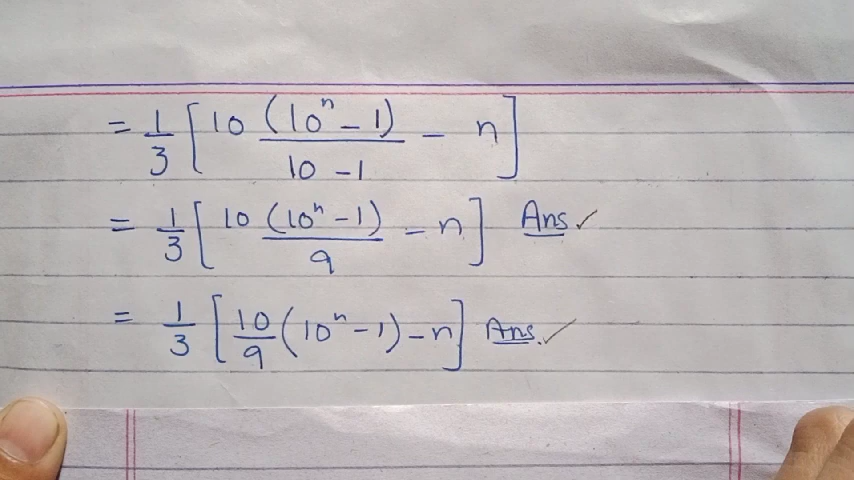 = 1/3 [ 10 (10ⁿ - 1)/(10 - 1) - n ]
= 1/3 [ 10 (10ⁿ - 1)/9 - n ] Ans ✓
= 1/3 [ 10/9 (10ⁿ - 1) - n ] Ans. ✓